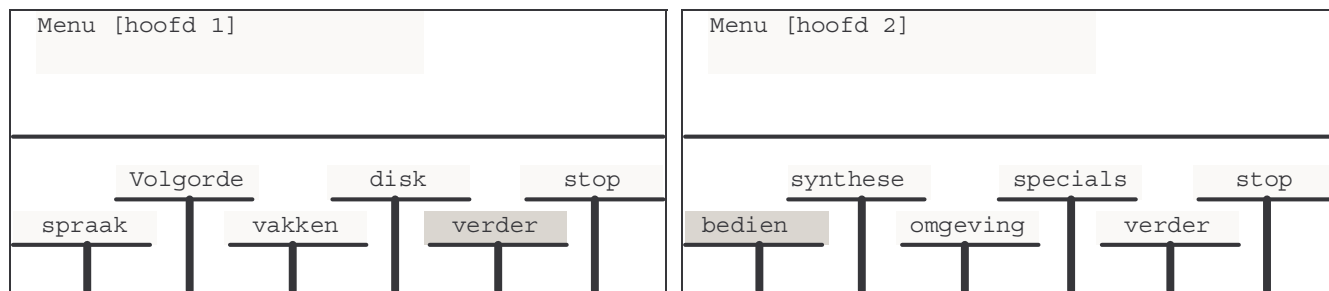 Menu [hoofd 1]
Volgorde disk stop
spraak vakken verder
Menu [hoofd 2]
synthese specials stop
bedien omgeving verder